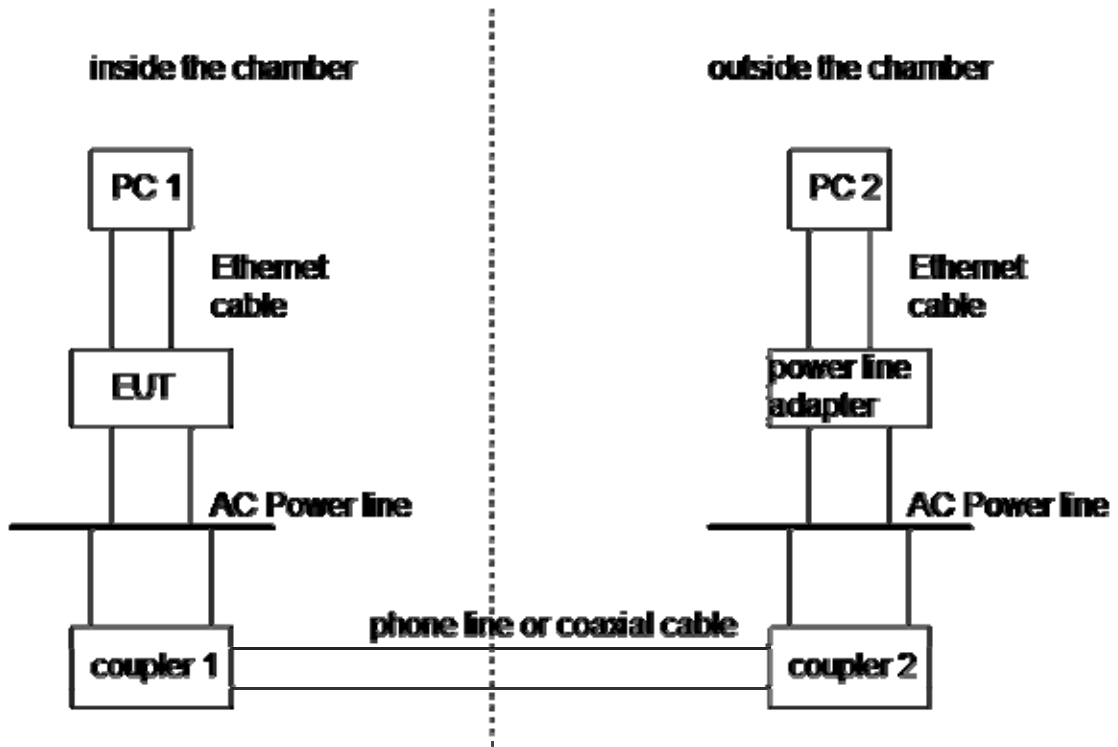 inside the chamber
outside the chamber
PC 1
PC 2
Ethernet
cable
Ethernet
cable
EUT
power line
adapter
AC Power line
AC Power line
phone line or coaxial cable
coupler 1
coupler 2